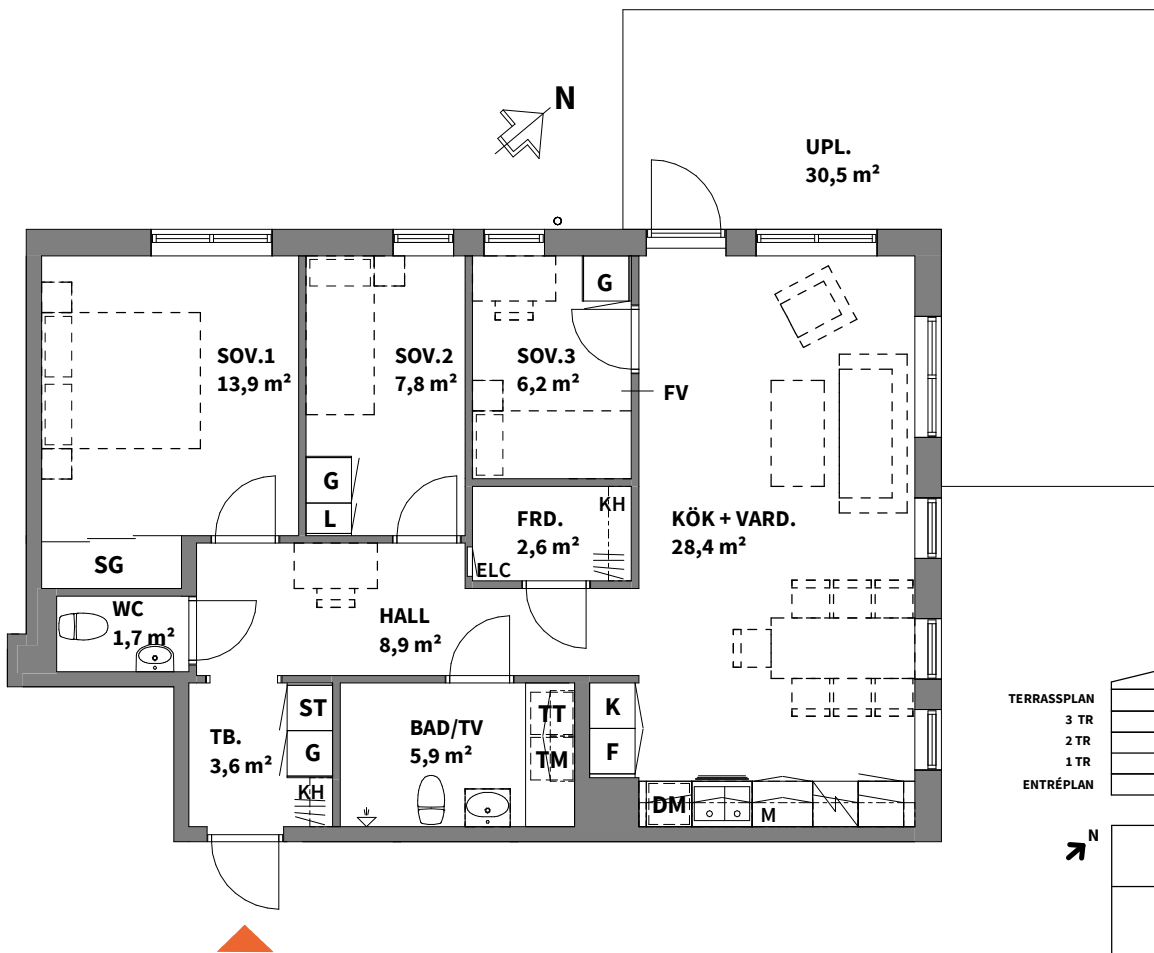 N
UPL.
30,5 m²
G
SOV.1
13,9 m²
SOV.2
7,8 m²
SOV.3
6,2 m²
FV
G
L
KH
FRD.
2,6 m²
KÖK + VARD.
28,4 m²
SG
ELC
WC
1,7 m²
HALL
8,9 m²
ST
G
KH
TB.
3,6 m²
BAD/TV
5,9 m²
TT
TM
K
F
DM
M
TERRASSPLAN
3 TR
2 TR
1 TR
ENTRÉPLAN
N